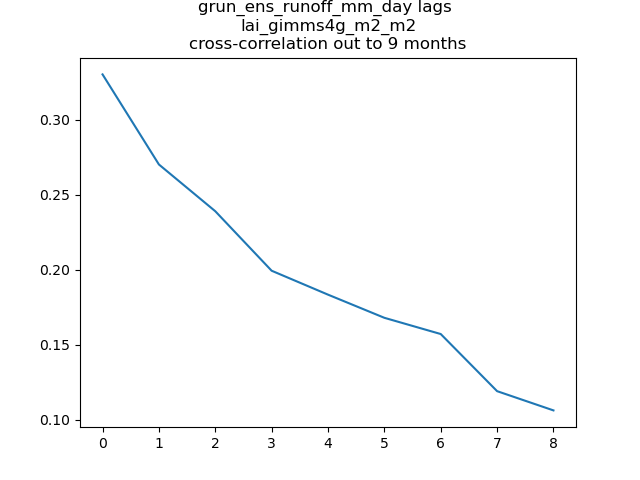 grun_ens_runoff_mm_day lags
lai_gimms4g_m2_m2
cross-correlation out to 9 months
0.30
0.25
0.20
0.15
0.10
0 1 2 3 4 5 6 7 8